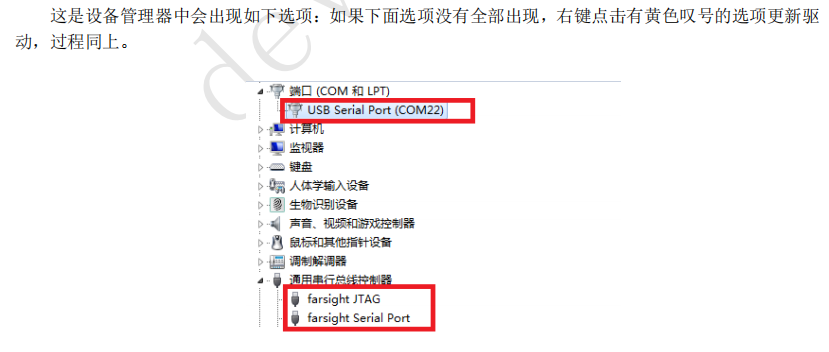 这是设备管理器中会出现如下选项：如果下面选项没有全部出现，右键点击有黄色叹号的选项更新驱
动，过程同上。
dev
端口 (COM 和 LPT)
USB Serial Port (COM22)
计算机
监视器
键盘
人体学输入设备
生物识别设备
声音、视频和游戏控制器
鼠标和其他指针设备
调制解调器
通用串行总线控制器
farsight JTAG
farsight Serial Port